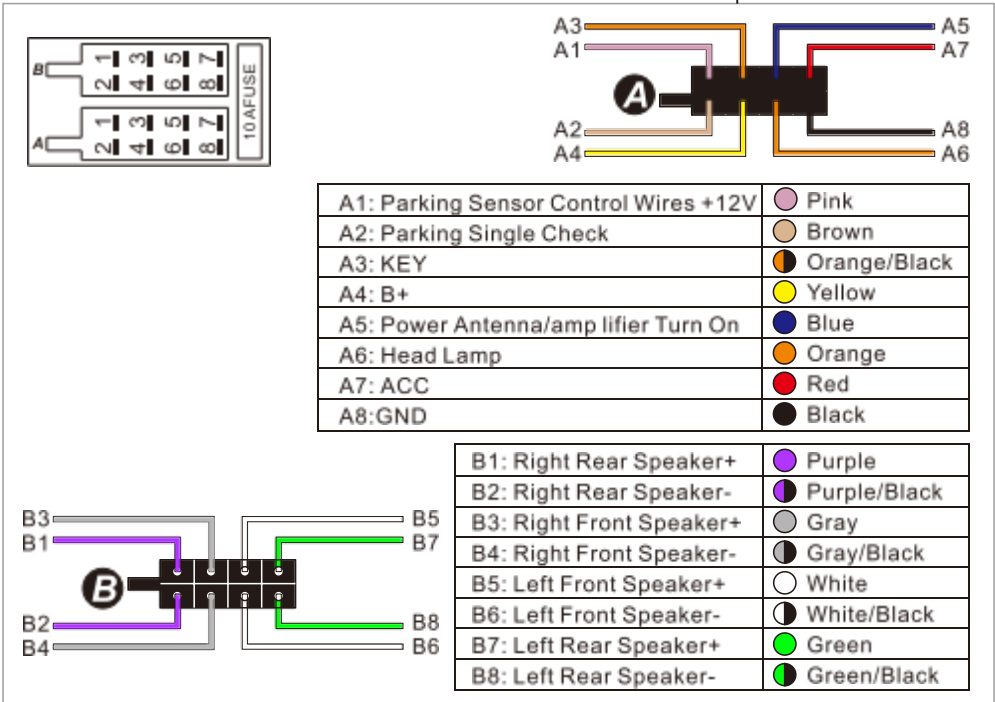 B 1 3 5 7
2 4 6 8
A 1 3 5 7
2 4 6 8
10 AFUSE
A3
A1
A5
A7
A
A2
A4
A8
A6
A1: Parking Sensor Control Wires +12V Pink
A2: Parking Single Check Brown
A3: KEY Orange/Black
A4: B+ Yellow
A5: Power Antenna/amp lifier Turn On Blue
A6: Head Lamp Orange
A7: ACC Red
A8:GND Black
B3
B1
B5
B7
B
B2
B4
B8
B6
B1: Right Rear Speaker+ Purple
B2: Right Rear Speaker- Purple/Black
B3: Right Front Speaker+ Gray
B4: Right Front Speaker- Gray/Black
B5: Left Front Speaker+ White
B6: Left Front Speaker- White/Black
B7: Left Rear Speaker+ Green
B8: Left Rear Speaker- Green/Black